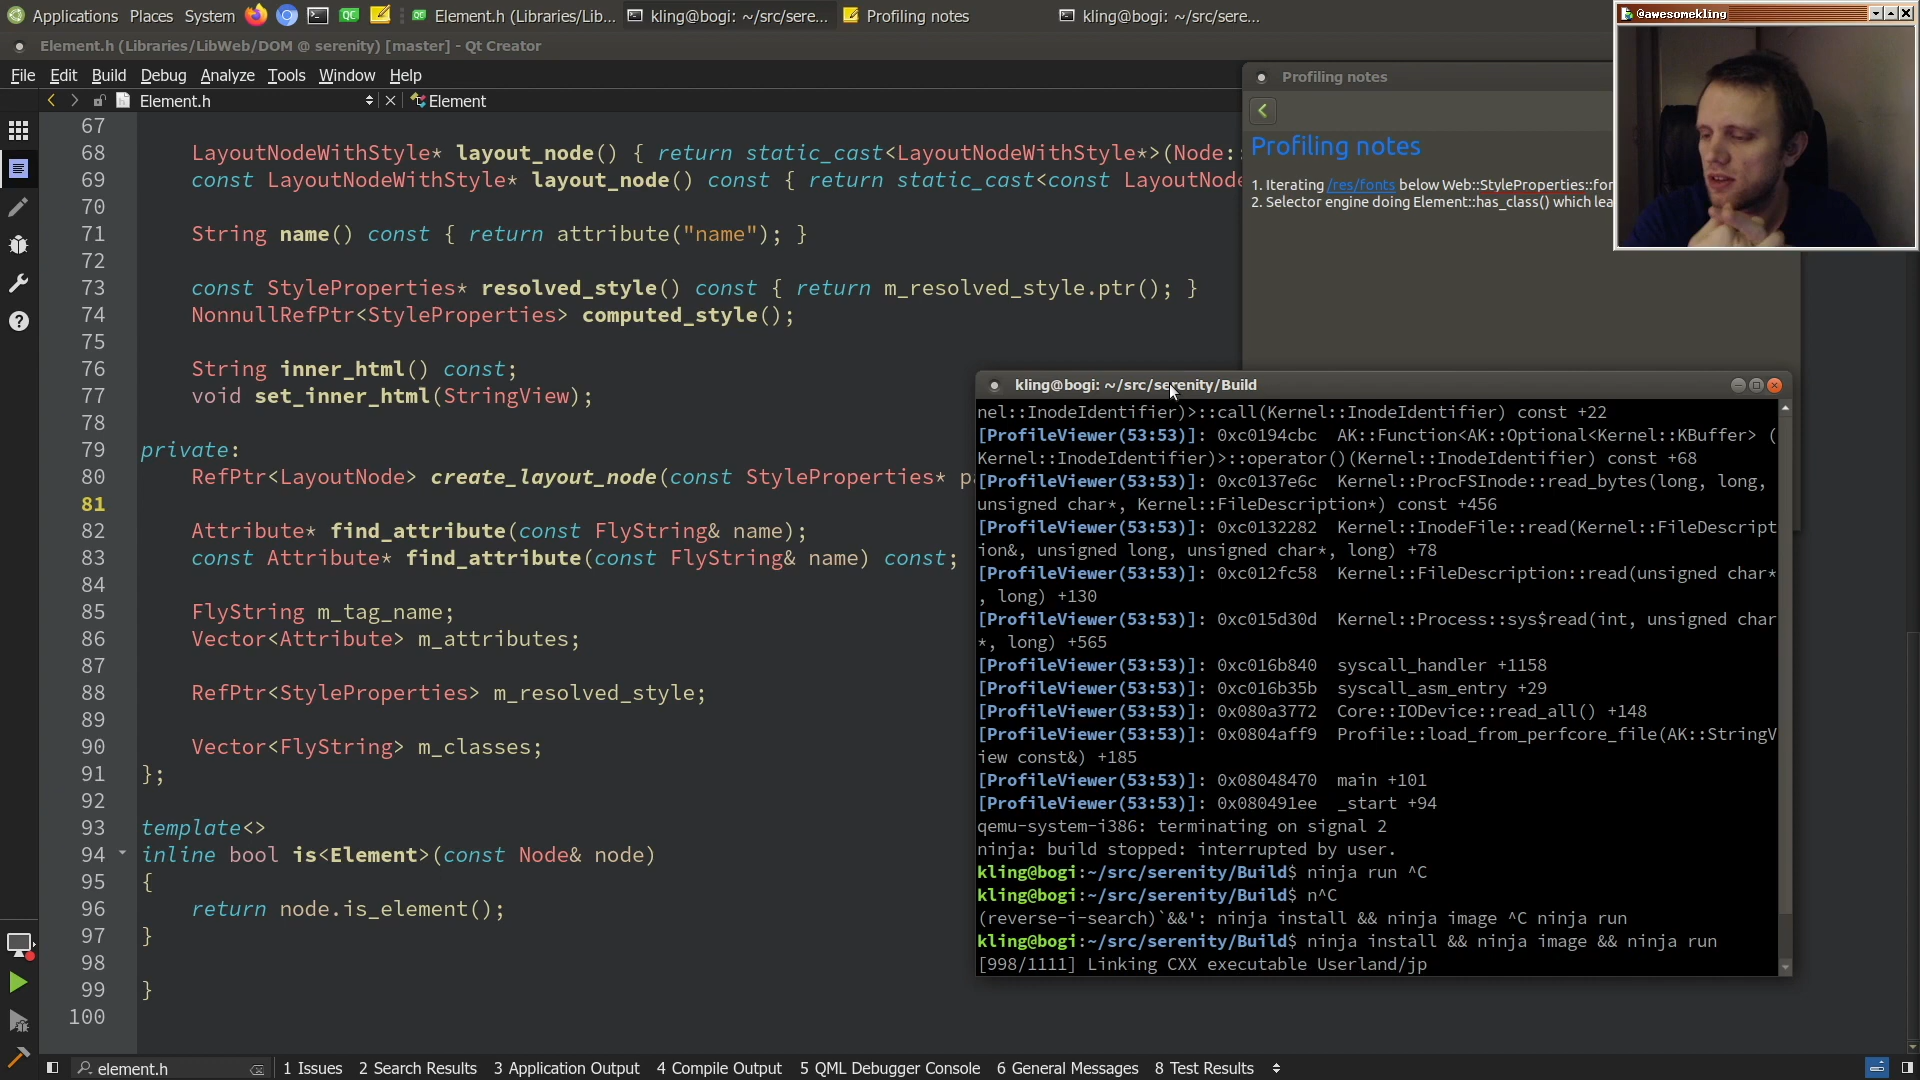 Applications Places System
Element.h (Libraries/Lib...
kling@bogi: ~/src/sere...
Profiling notes
kling@bogi: ~/src/sere...
@awesomekling
Element.h (Libraries/LibWeb/DOM @ serenity) [master] - Qt Creator
File Edit Build Debug Analyze Tools Window Help
Element.h
Element
67
68 LayoutNodeWithStyle* layout_node() { return static_cast<LayoutNodeWithStyle*>(Node::
69 const LayoutNodeWithStyle* layout_node() const { return static_cast<const LayoutNode
70
71 String name() const { return attribute("name"); }
72
73 const StyleProperties* resolved_style() const { return m_resolved_style.ptr(); }
74 NonnullRefPtr<StyleProperties> computed_style();
75
76 String inner_html() const;
77 void set_inner_html(StringView);
78
79 private:
80 RefPtr<LayoutNode> create_layout_node(const StyleProperties* pa
81
82 Attribute* find_attribute(const FlyString& name);
83 const Attribute* find_attribute(const FlyString& name) const;
84
85 FlyString m_tag_name;
86 Vector<Attribute> m_attributes;
87
88 RefPtr<StyleProperties> m_resolved_style;
89
90 Vector<FlyString> m_classes;
91 };
92
93 template<>
94 inline bool is<Element>(const Node& node)
95 {
96 return node.is_element();
97 }
98
99 }
100
Profiling notes
Profiling notes
1. Iterating /res/fonts below Web::StyleProperties::for
2. Selector engine doing Element::has_class() which lea
kling@bogi: ~/src/serenity/Build
nel::InodeIdentifier)>::call(Kernel::InodeIdentifier) const +22
[ProfileViewer(53:53)]: 0xc0194cbc AK::Function<AK::Optional<Kernel::KBuffer> (
Kernel::InodeIdentifier)>::operator()(Kernel::InodeIdentifier) const +68
[ProfileViewer(53:53)]: 0xc0137e6c Kernel::ProcFSInode::read_bytes(long, long,
unsigned char*, Kernel::FileDescription*) const +456
[ProfileViewer(53:53)]: 0xc0132282 Kernel::InodeFile::read(Kernel::FileDescript
ion&, unsigned long, unsigned char*, long) +78
[ProfileViewer(53:53)]: 0xc012fc58 Kernel::FileDescription::read(unsigned char*
, long) +130
[ProfileViewer(53:53)]: 0xc015d30d Kernel::Process::sys$read(int, unsigned char
*, long) +565
[ProfileViewer(53:53)]: 0xc016b840 syscall_handler +1158
[ProfileViewer(53:53)]: 0xc016b35b syscall_asm_entry +29
[ProfileViewer(53:53)]: 0x080a3772 Core::IODevice::read_all() +148
[ProfileViewer(53:53)]: 0x0804aff9 Profile::load_from_perfcore_file(AK::StringV
iew const&) +185
[ProfileViewer(53:53)]: 0x08048470 main +101
[ProfileViewer(53:53)]: 0x080491ee _start +94
qemu-system-i386: terminating on signal 2
ninja: build stopped: interrupted by user.
kling@bogi:~/src/serenity/Build$ ninja run ^C
kling@bogi:~/src/serenity/Build$ n^C
(reverse-i-search)`&&': ninja install && ninja image ^C ninja run
kling@bogi:~/src/serenity/Build$ ninja install && ninja image && ninja run
[998/1111] Linking CXX executable Userland/jp
element.h
1 Issues 2 Search Results 3 Application Output 4 Compile Output 5 QML Debugger Console 6 General Messages 8 Test Results